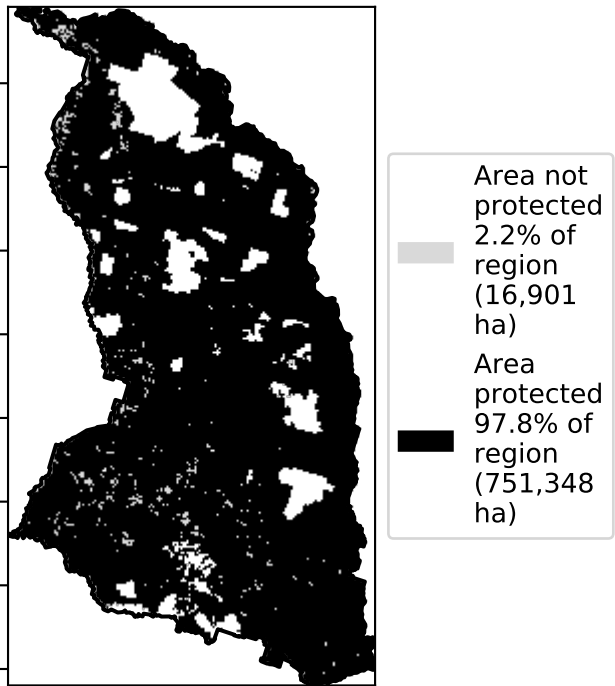 Area not
protected
2.2% of
region
(16,901
ha)
Area
protected
97.8% of
region
(751,348
ha)